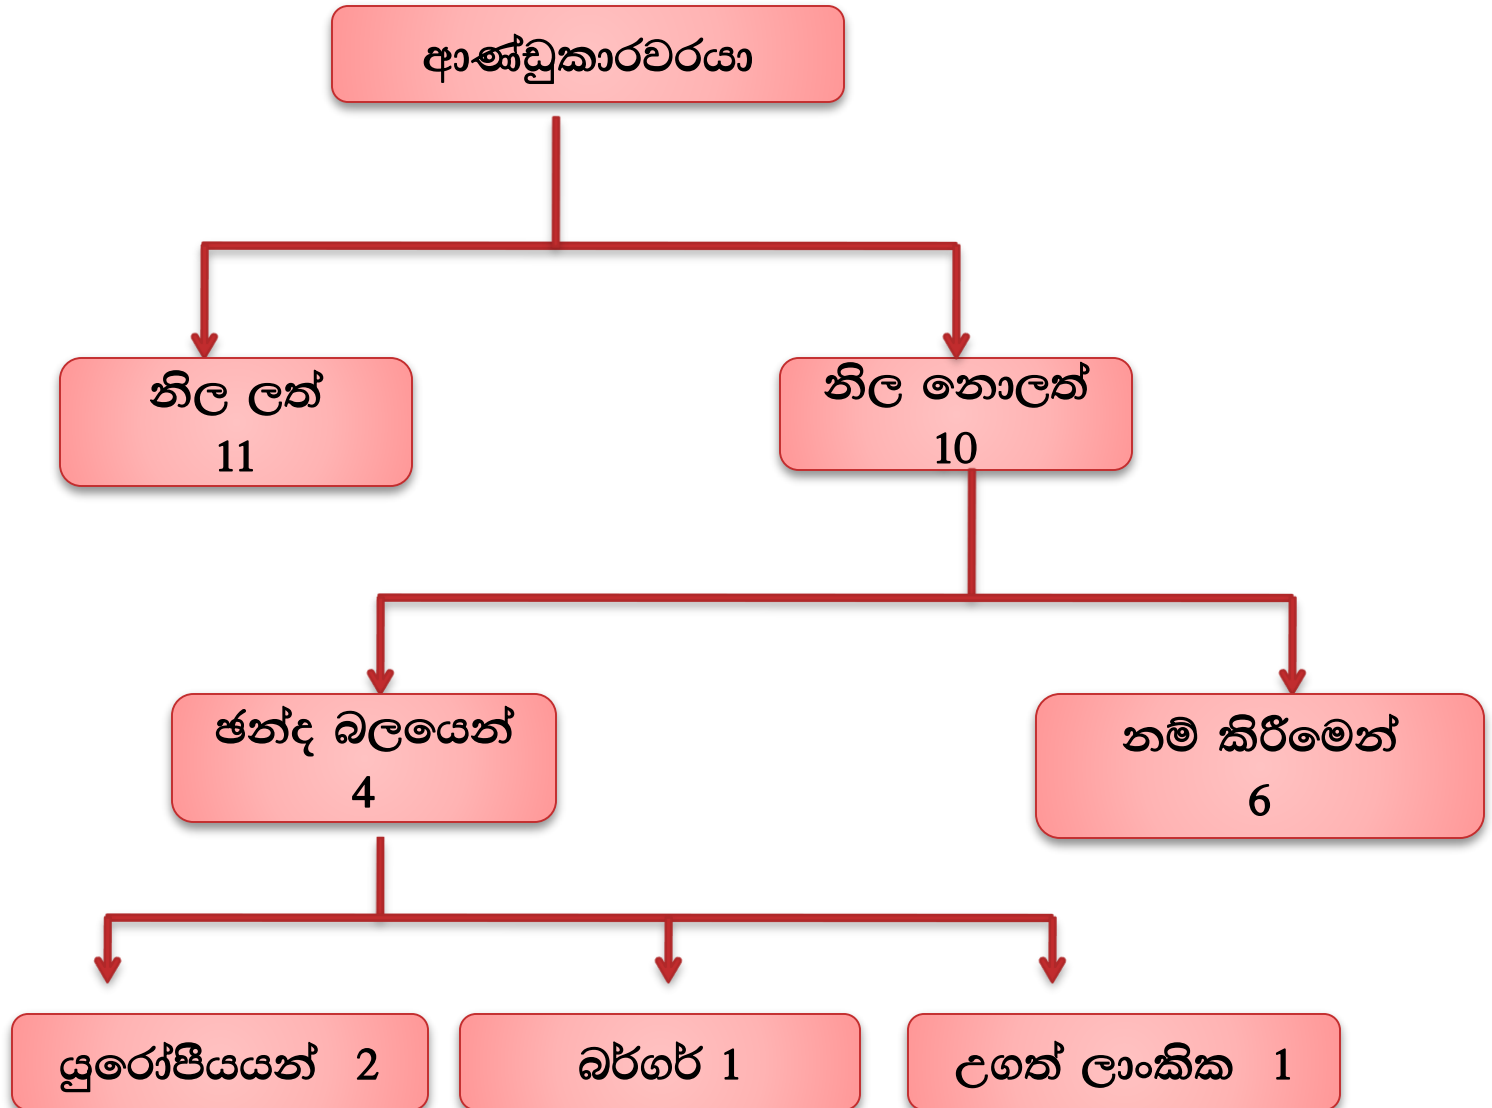 ආණ්ඩුකාරවරයා
නිල ලත්
11
නිල නොලත්
10
ඡන්ද බලයෙන්
4
නම් කිරීමෙන්
6
යුරෝපීයයන් 2
බර්ගර් 1
උගත් ලාංකික 1